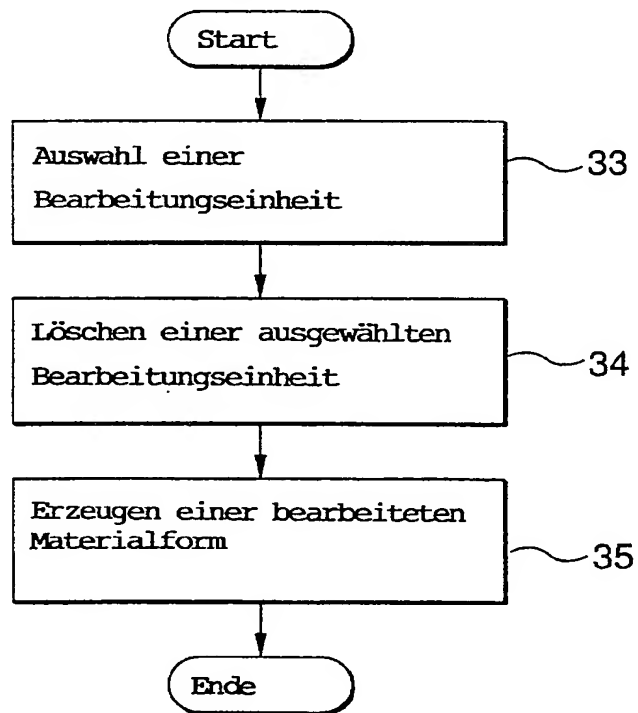 Start
Auswahl einer
Bearbeitungseinheit
33
Löschen einer ausgewählten
Bearbeitungseinheit
34
Erzeugen einer bearbeiteten
Materialform
35
Ende